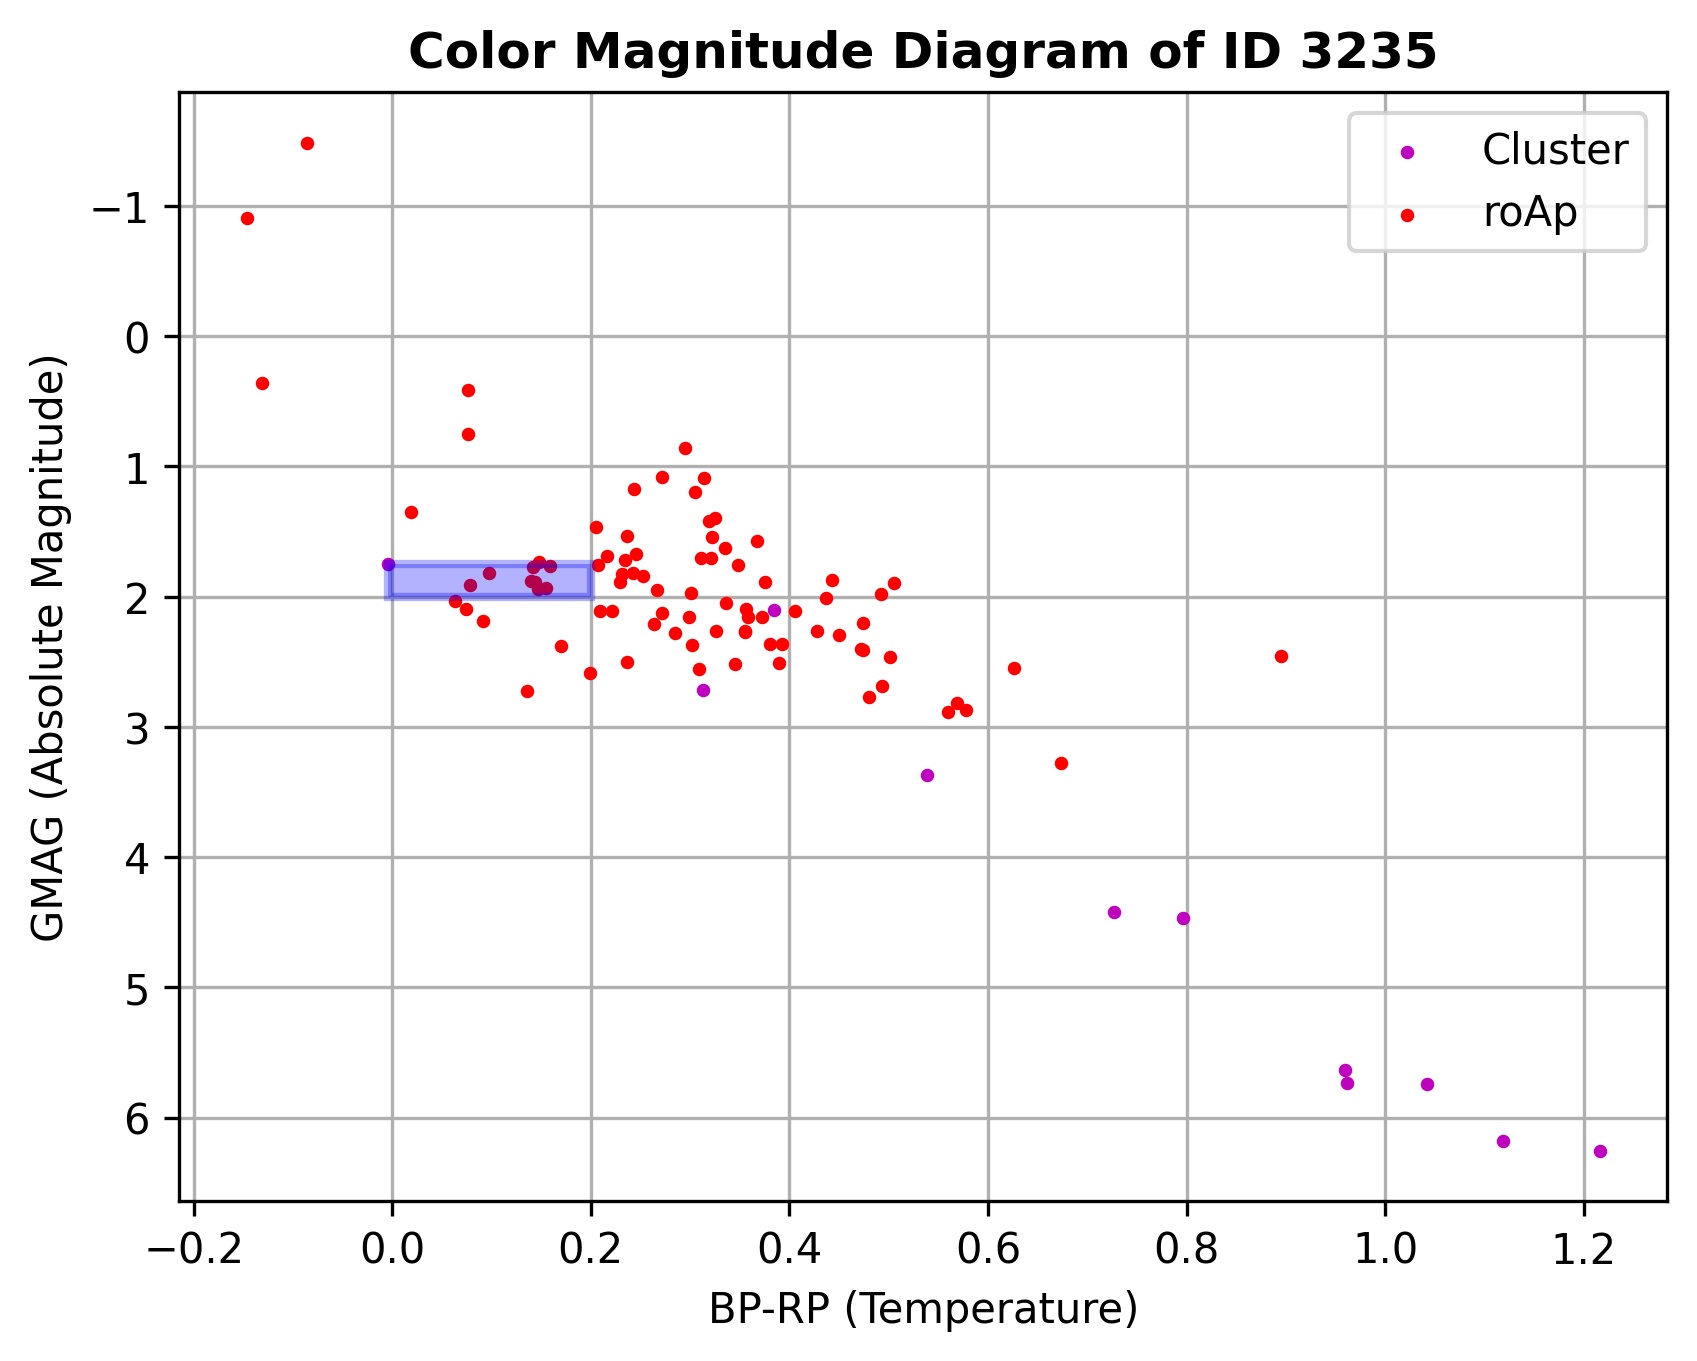 Color Magnitude Diagram of ID 3235
Cluster
roAp
−1
0
1
2
3
4
5
6
GMAG (Absolute Magnitude)
−0.2 0.0 0.2 0.4 0.6 0.8 1.0 1.2
BP-RP (Temperature)